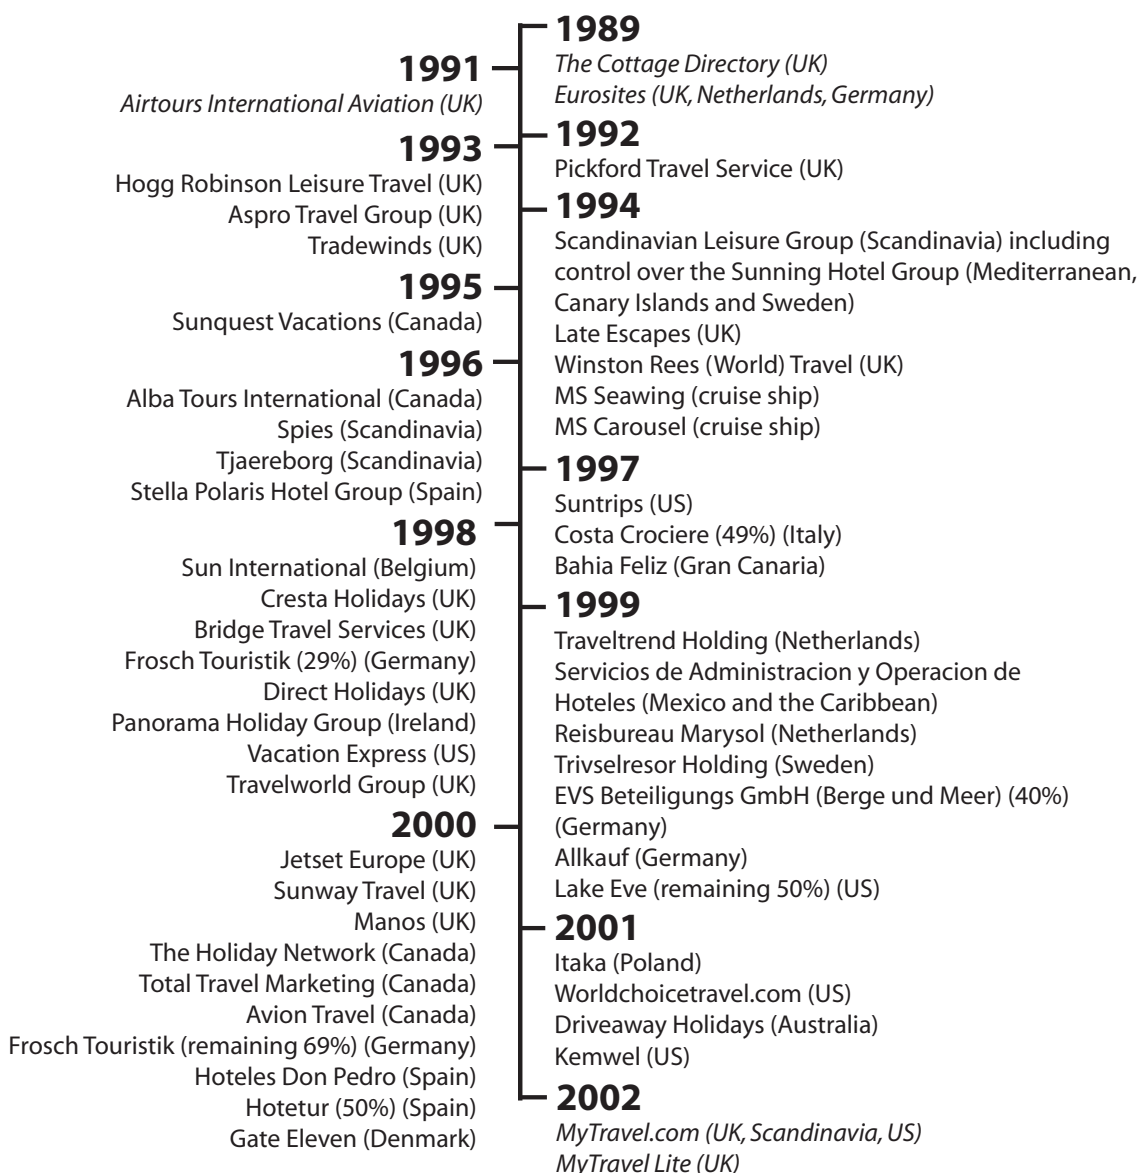 1989
The Cottage Directory (UK)
Eurosites (UK, Netherlands, Germany)
1991
Airtours International Aviation (UK)
1992
Pickford Travel Service (UK)
1993
Hogg Robinson Leisure Travel (UK)
Aspro Travel Group (UK)
Tradewinds (UK)
1994
Scandinavian Leisure Group (Scandinavia) including
control over the Sunning Hotel Group (Mediterranean,
Canary Islands and Sweden)
Late Escapes (UK)
Winston Rees (World) Travel (UK)
MS Seawing (cruise ship)
MS Carousel (cruise ship)
1995
Sunquest Vacations (Canada)
1996
Alba Tours International (Canada)
Spies (Scandinavia)
Tjaereborg (Scandinavia)
Stella Polaris Hotel Group (Spain)
1997
Suntrips (US)
Costa Crociere (49%) (Italy)
Bahia Feliz (Gran Canaria)
1998
Sun International (Belgium)
Cresta Holidays (UK)
Bridge Travel Services (UK)
Frosch Touristik (29%) (Germany)
Direct Holidays (UK)
Panorama Holiday Group (Ireland)
Vacation Express (US)
Travelworld Group (UK)
1999
Traveltrend Holding (Netherlands)
Servicios de Administracion y Operacion de
Hoteles (Mexico and the Caribbean)
Reisbureau Marysol (Netherlands)
Trivselresor Holding (Sweden)
EVS Beteiligungs GmbH (Berge und Meer) (40%)
(Germany)
Allkauf (Germany)
Lake Eve (remaining 50%) (US)
2000
Jetset Europe (UK)
Sunway Travel (UK)
Manos (UK)
The Holiday Network (Canada)
Total Travel Marketing (Canada)
Avion Travel (Canada)
Frosch Touristik (remaining 69%) (Germany)
Hoteles Don Pedro (Spain)
Hotetur (50%) (Spain)
Gate Eleven (Denmark)
2001
Itaka (Poland)
Worldchoicetravel.com (US)
Driveaway Holidays (Australia)
Kemwel (US)
2002
MyTravel.com (UK, Scandinavia, US)
MyTravel Lite (UK)